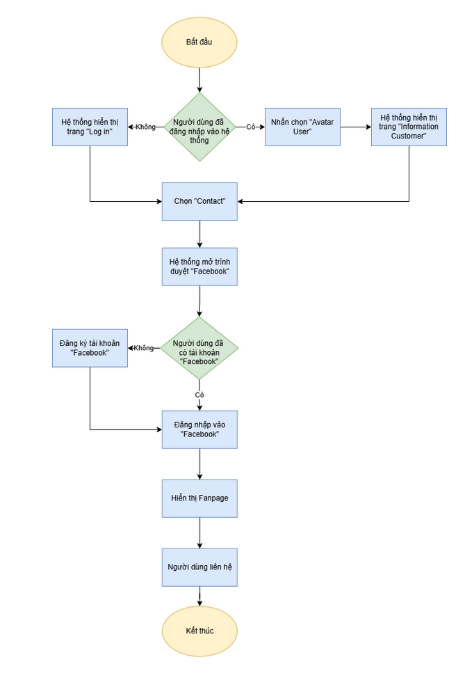 Bắt đầu
Hệ thống hiển thị
trang "Log in"
Không
Người dùng đã
đăng nhập vào hệ
thống
Có
Nhấn chọn "Avatar
User"
Hệ thống hiển thị
trang "Information
Customer"
Chọn "Contact"
Hệ thống mở trình
duyệt "Facebook"
Đăng ký tài khoản
"Facebook"
Không
Người dùng đã
có tài khoản
"Facebook"
Có
Đăng nhập vào
"Facebook"
Hiển thị Fanpage
Người dùng liên hệ
Kết thúc